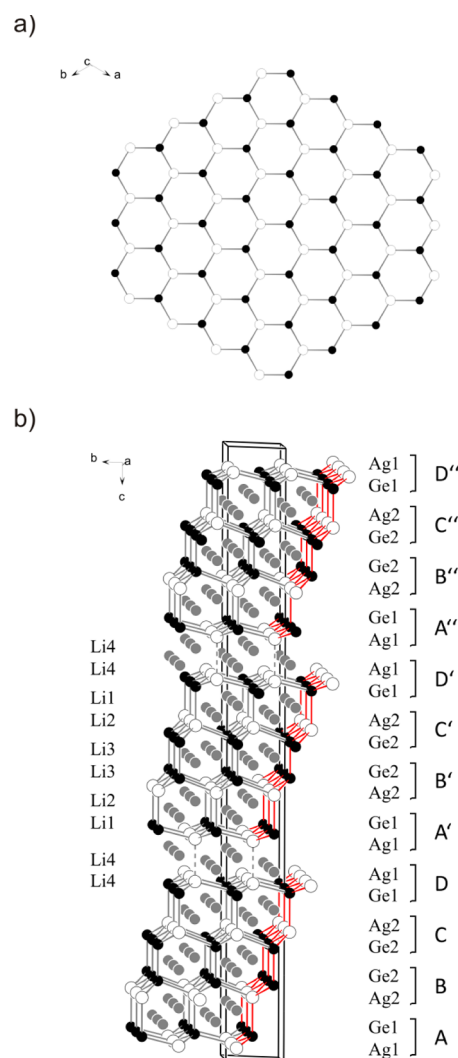 a)
c
b a
b)
b a
c
Ag1
Ge1
D“
Ag2
Ge2
C“
Ge2
Ag2
B“
Ge1
Ag1
A“
Li4
Li4
Ag1
Ge1
D‘
Li1
Li2
Ag2
Ge2
C‘
Li3
Li3
Ge2
Ag2
B‘
Li2
Li1
Ge1
Ag1
A‘
Li4
Li4
Ag1
Ge1
D
Ag2
Ge2
C
Ge2
Ag2
B
Ge1
Ag1
A